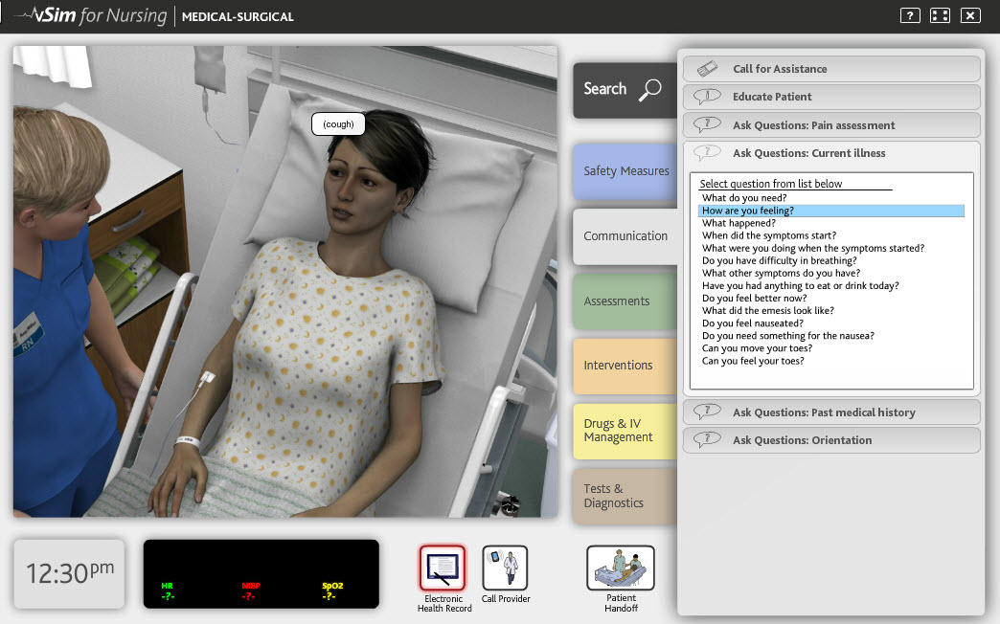 vSim for Nursing | MEDICAL-SURGICAL
?
(cough)
RN
Search
Safety Measures
Communication
Assessments
Interventions
Drugs & IV
Management
Tests &
Diagnostics
Call for Assistance
Educate Patient
Ask Questions: Pain assessment
Ask Questions: Current illness
Select question from list below
What do you need?
How are you feeling?
What happened?
When did the symptoms start?
What were you doing when the symptoms started?
Do you have difficulty in breathing?
What other symptoms do you have?
Have you had anything to eat or drink today?
Do you feel better now?
What did the emesis look like?
Do you feel nauseated?
Do you need something for the nausea?
Can you move your toes?
Can you feel your toes?
Ask Questions: Past medical history
Ask Questions: Orientation
12:30pm
HR
-?-
NIBP
-?-
SpO2
-?-
Electronic
Health Record
Call Provider
Patient
Handoff